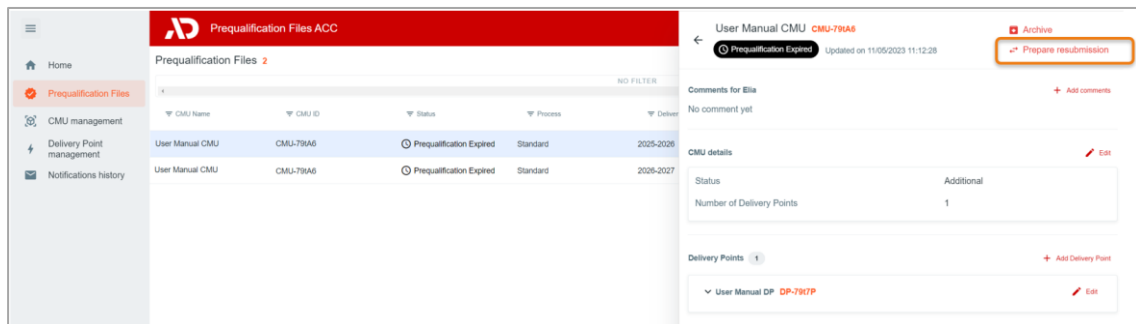 Prequalification Files ACC
Home
Prequalification Files
CMU management
Delivery Point
management
Notifications history
Prequalification Files 2
NO FILTER
CMU Name CMU ID Status Process Deliver
User Manual CMU CMU-79tA6 Prequalification Expired Standard 2025-2026
User Manual CMU CMU-79tA6 Prequalification Expired Standard 2026-2027
User Manual CMU CMU-79tA6
Archive
Prequalification Expired Updated on 11/05/2023 11:12:28
Prepare resubmission
Comments for Elia
+ Add comments
No comment yet
CMU details
Edit
Status Additional
Number of Delivery Points 1
Delivery Points 1
+ Add Delivery Point
User Manual DP DP-79t7P
Edit